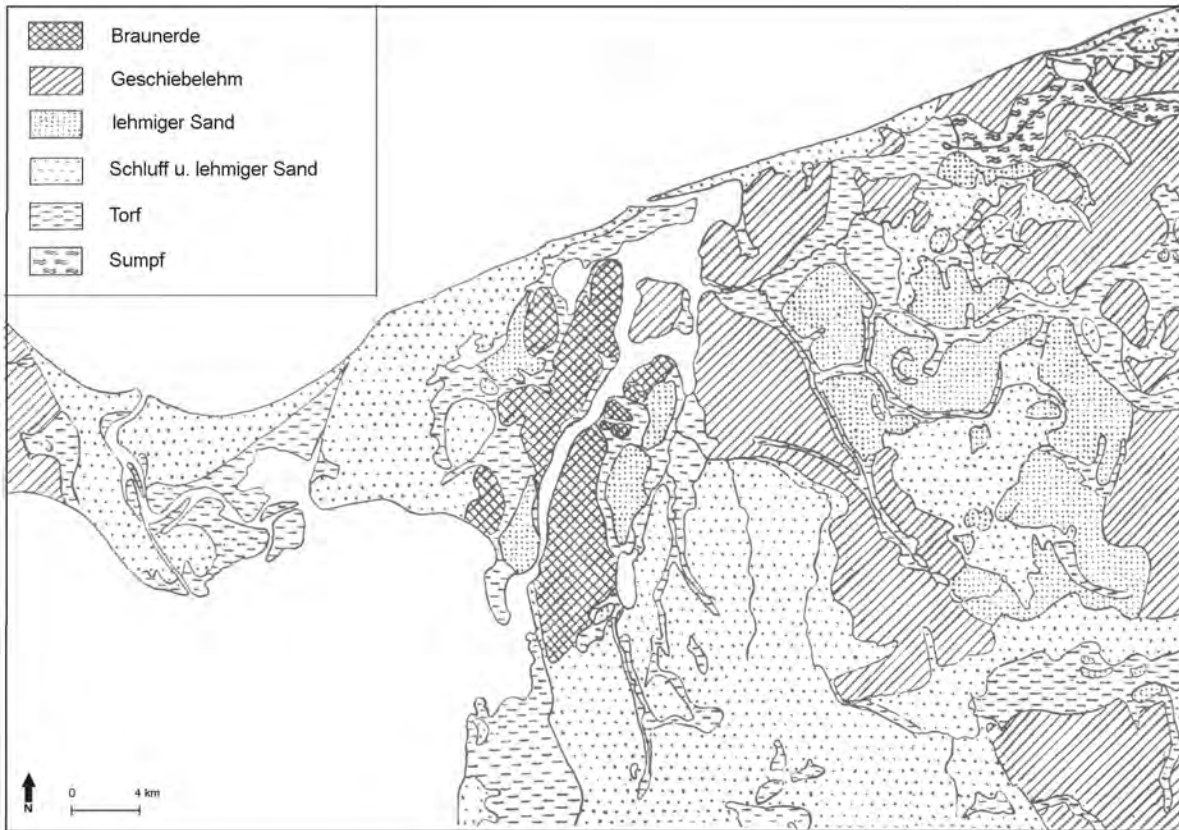 Braunerde
Geschiebelehm
lehmiger Sand
Schluff u. lehmiger Sand
Torf
Sumpf
N
0 4 km